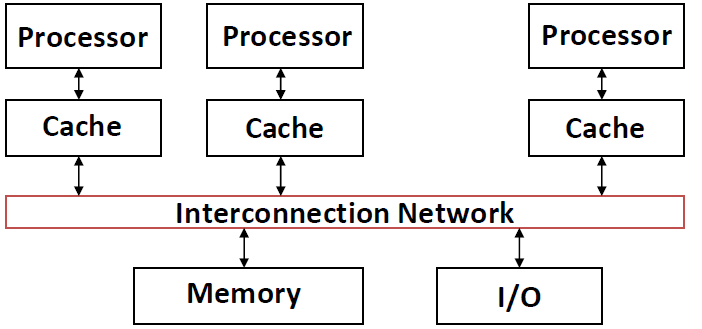 Processor
Processor
Processor
Cache
Cache
Cache
Interconnection Network
Memory
I/O